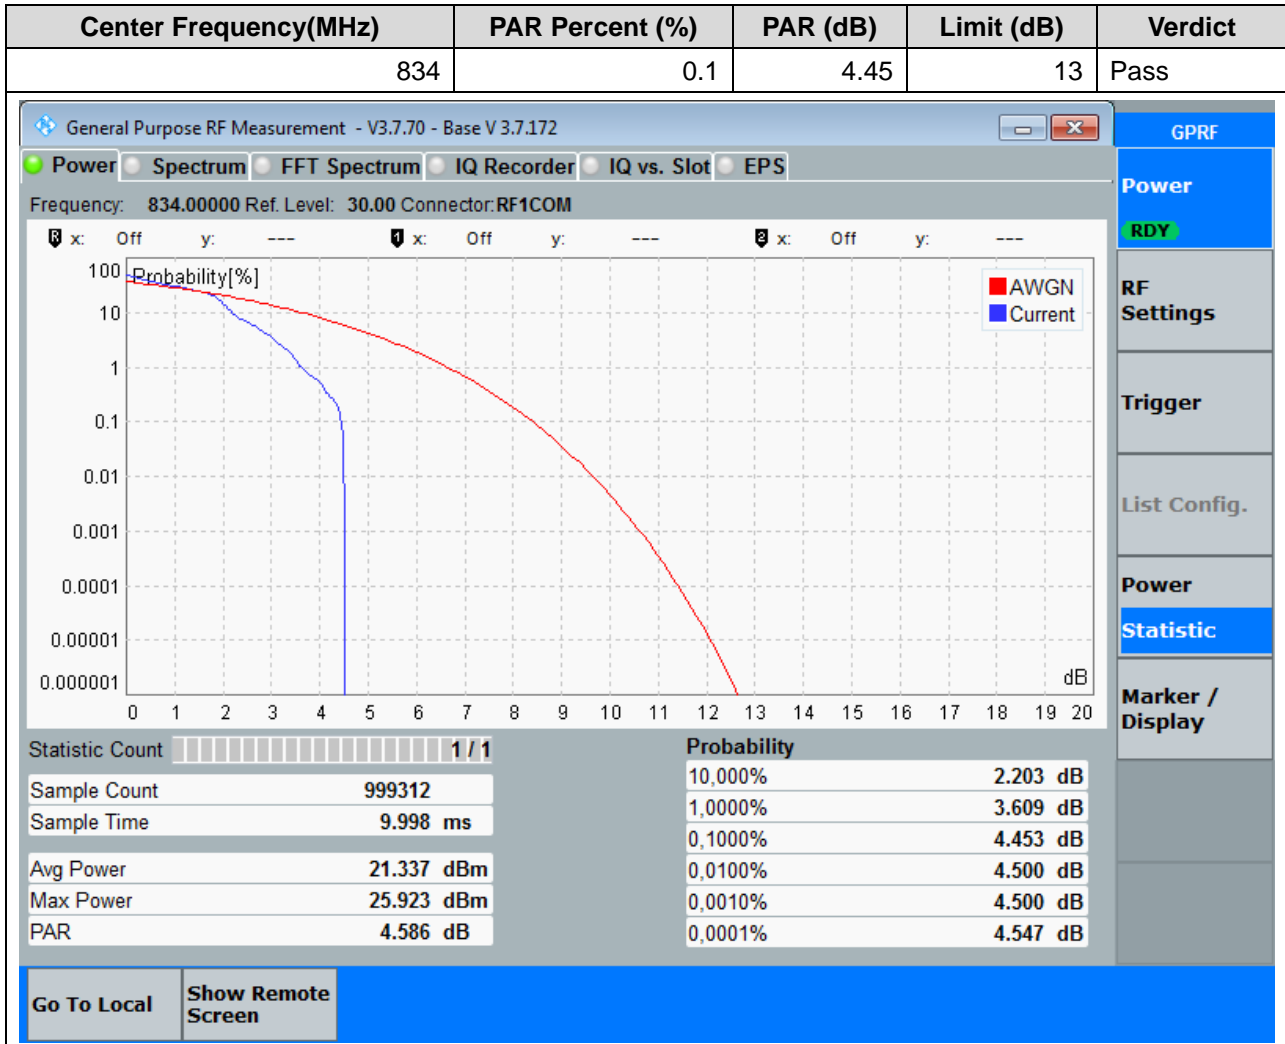 Center Frequency(MHz) PAR Percent (%) PAR (dB) Limit (dB) Verdict
834 0.1 4.45 13 Pass
General Purpose RF Measurement - V3.7.70 - Base V 3.7.172
GPRF
Power Spectrum FFT Spectrum IQ Recorder IQ vs. Slot EPS
Power
RDY
Frequency: 834.00000 Ref. Level: 30.00 Connector:RF1COM
R x: Off y: --- 1 x: Off y: --- 2 x: Off y: ---
Probability[%]
AWGN
Current
100
10
1
0.1
0.01
0.001
0.0001
0.00001
0.000001
dB
0 1 2 3 4 5 6 7 8 9 10 11 12 13 14 15 16 17 18 19 20
RF
Settings
Trigger
List Config.
Power
Statistic
Marker /
Display
Statistic Count 1 / 1
Sample Count 999312
Sample Time 9.998 ms
Avg Power 21.337 dBm
Max Power 25.923 dBm
PAR 4.586 dB
Probability
10,000% 2.203 dB
1,0000% 3.609 dB
0,1000% 4.453 dB
0,0100% 4.500 dB
0,0010% 4.500 dB
0,0001% 4.547 dB
Go To Local
Show Remote
Screen